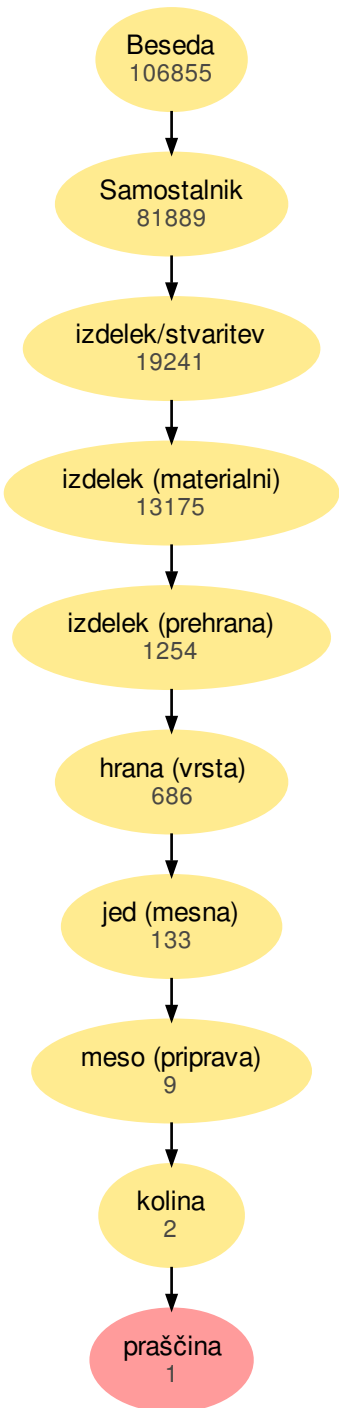 Beseda
106855
Samostalnik
81889
izdelek/stvaritev
19241
izdelek (materialni)
13175
izdelek (prehrana)
1254
hrana (vrsta)
686
jed (mesna)
133
meso (priprava)
9
kolina
2
praščina
1